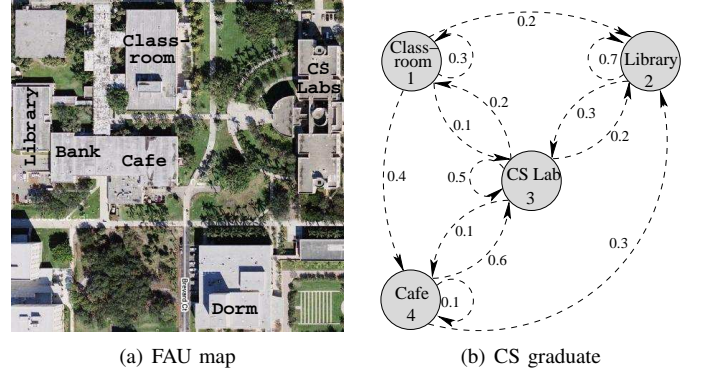 Class-
room
CS
Labs
Library
Bank
Cafe
Brevard Ct
Dorm
(a) FAU map
0.2
Class-
room
1
0.3
0.7
Library
2
0.2
0.1
0.3
0.2
0.4
0.5
CS Lab
3
0.1
0.6
0.3
Cafe
4
0.1
(b) CS graduate